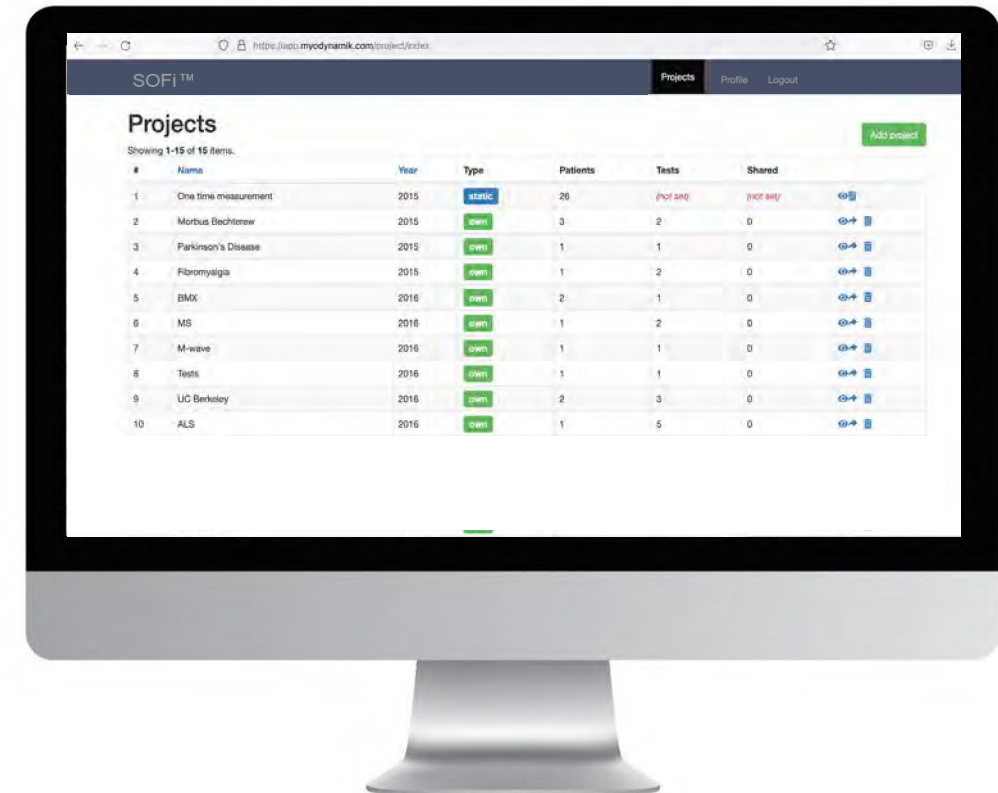 https://app.myodynamik.com/project/index
SOFi™ Projects Profile Logout
Projects
Add project
Showing 1-15 of 15 items.
# Name Year Type Patients Tests Shared
1 One time measurement 2015 static 26 (not set) (not set)
2 Morbus Bechterew 2015 own 3 2 0
3 Parkinson's Disease 2015 own 1 1 0
4 Fibromyalgia 2015 own 1 2 0
5 BMX 2016 own 2 1 0
6 MS 2016 own 1 2 0
7 M-wave 2016 own 1 1 0
8 Tests 2016 own 1 1 0
9 UC Berkeley 2016 own 2 3 0
10 ALS 2016 own 1 5 0